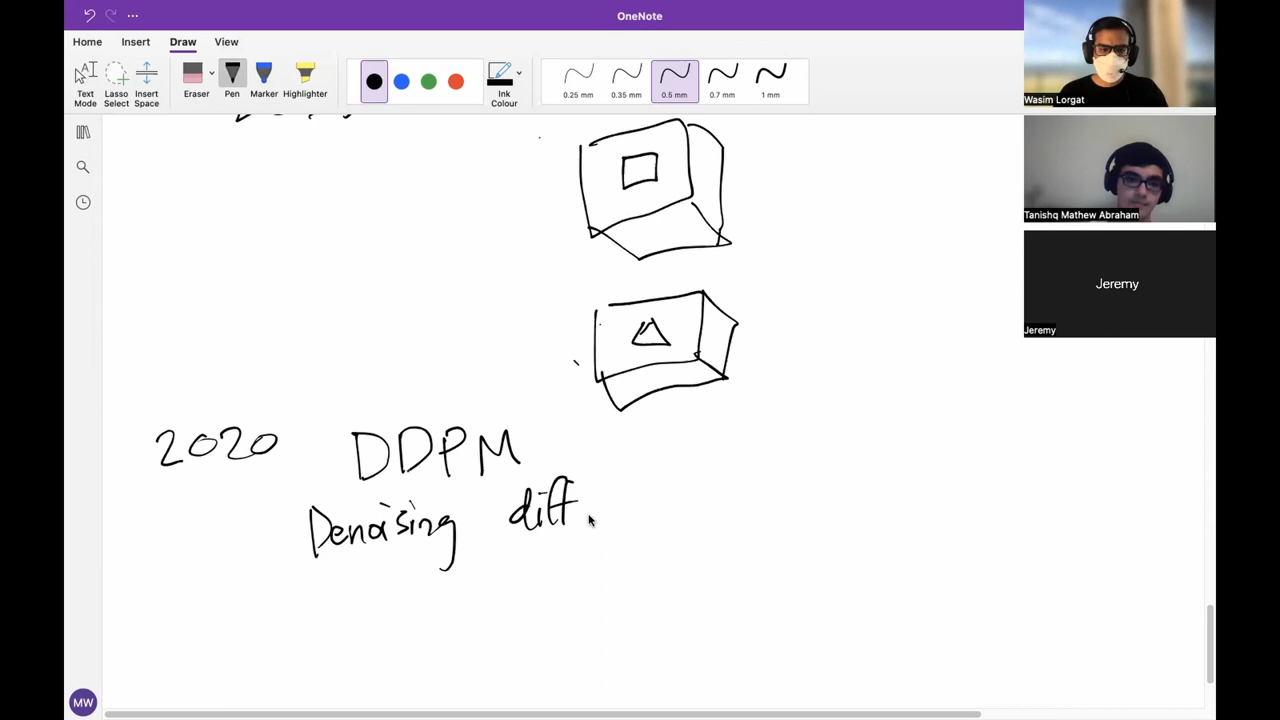 OneNote
Home Insert Draw View
Text Mode
Lasso Select
Insert Space
Eraser
Pen
Marker
Highlighter
Ink Colour
0.25 mm
0.35 mm
0.5 mm
0.7 mm
1 mm
Wasim Lorgat
Tanishq Mathew Abraham
Jeremy
Jeremy
2020 DDPM
Denoising diff
MW